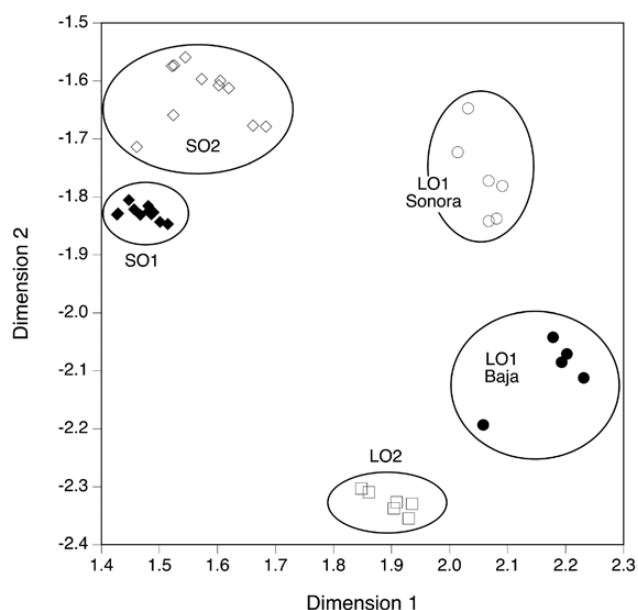 -1.5
-1.6
-1.7
-1.8
-1.9
-2.0
-2.1
-2.2
-2.3
-2.4
Dimension 2
SO2
SO1
LO1
Sonora
LO1
Baja
LO2
1.4 1.5 1.6 1.7 1.8 1.9 2.0 2.1 2.2 2.3
Dimension 1